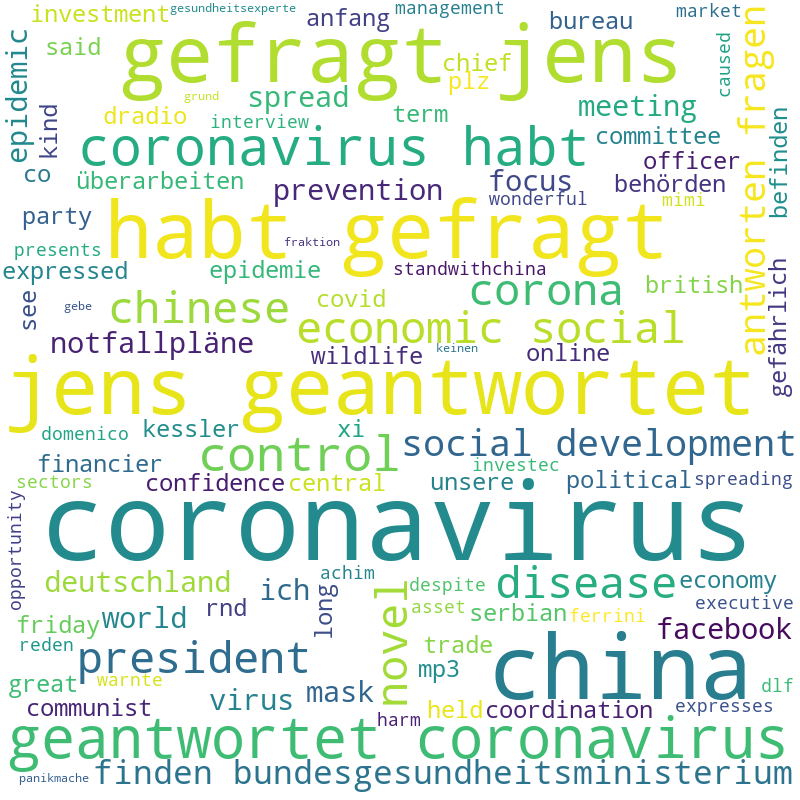 investment
gesundheitsexperte
anfang
management
bureau
market
said
gefragt jens
chief
plz
caused
epidemic
kind
grund
spread
dradio
interview
term
meeting
committee
antworten fragen
coronavirus habt
officer
co
überarbeiten
prevention
focus
behörden
befinden
wonderful
mimi
party
habt gefragt
presents
fraktion
expressed
epidemie
standwithchina
corona
british
gefährlich
see
gebe
chinese
covid
economic social
notfallpläne
wildlife
keinen
online
jens geantwortet
domenico
kessler
xi
control
social development
financier
investec
sectors
confidence
central
unsere
political
spreading
opportunity
coronavirus
deutschland
achim
ich
long
novel
despite
disease
economy
rnd
asset
serbian
ferrini
executive
friday
world
facebook
reden
president
trade
china
great
warnte
virus
mask
mp3
dlf
communist
harm
held
coordination
expresses
geantwortet coronavirus
panikmache
finden bundesgesundheitsministerium